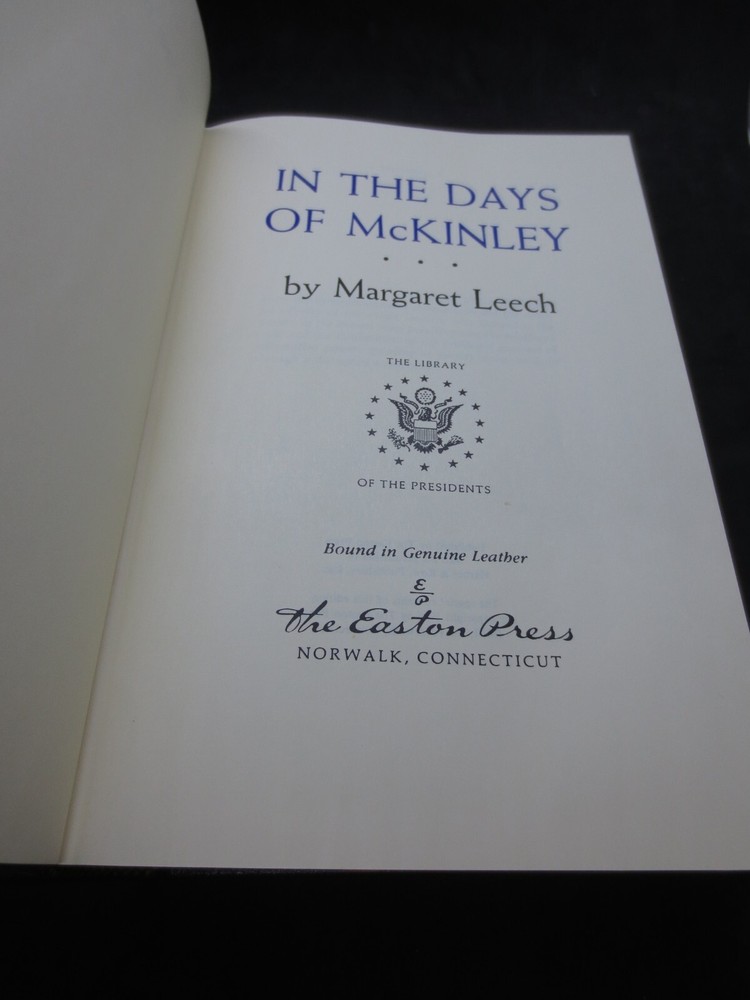 IN THE DAYS
OF McKINLEY
by Margaret Leech
THE LIBRARY
OF THE PRESIDENTS
Bound in Genuine Leather
E/P
The Easton Press
NORWALK, CONNECTICUT